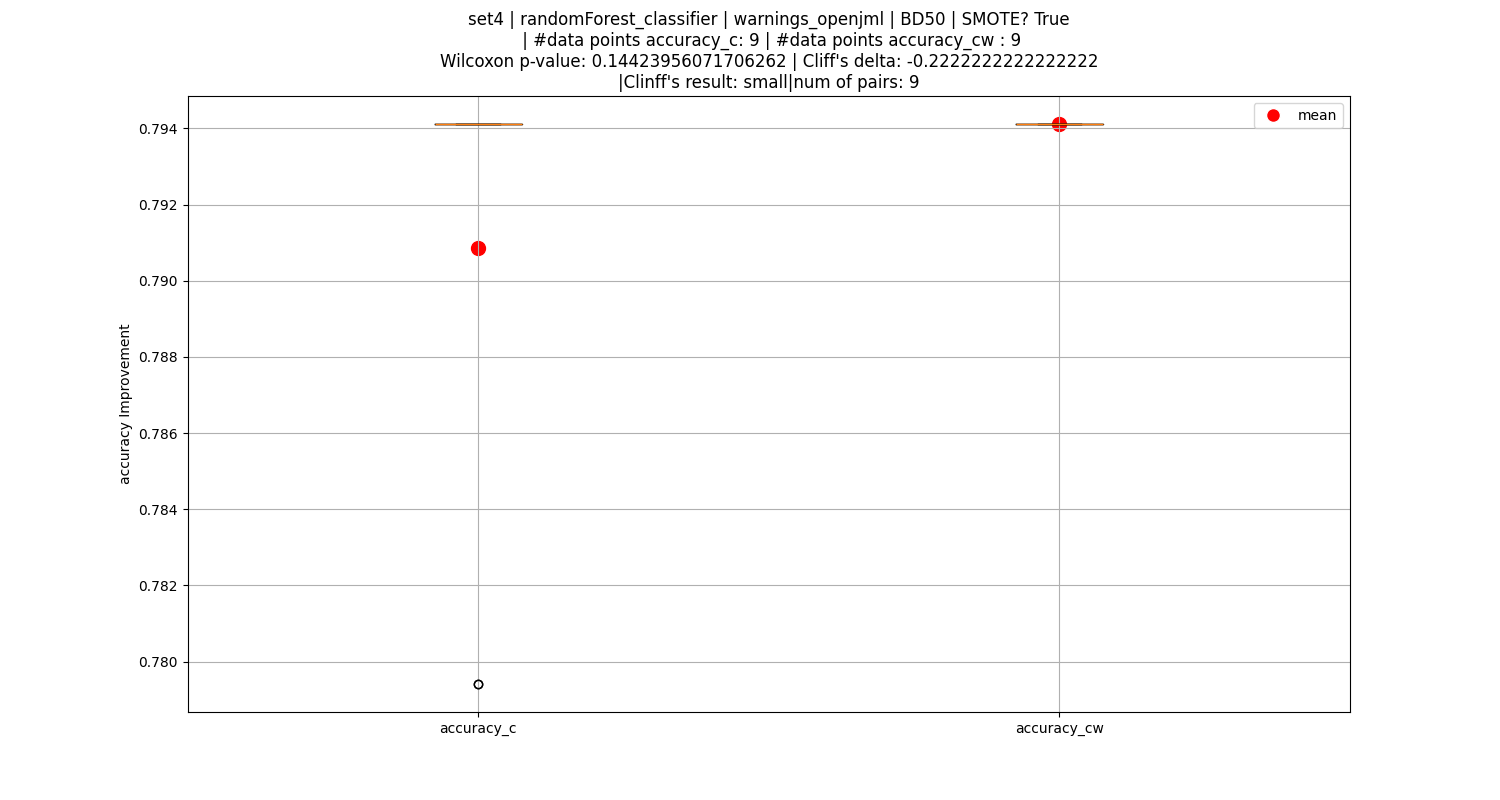 set4 | randomForest_classifier | warnings_openjml | BD50 | SMOTE? True
| #data points accuracy_c: 9 | #data points accuracy_cw : 9
Wilcoxon p-value: 0.14423956071706262 | Cliff's delta: -0.2222222222222222
|Clinff's result: small|num of pairs: 9
mean
0.794
0.792
0.790
0.788
0.786
0.784
0.782
0.780
accuracy Improvement
accuracy_c
accuracy_cw